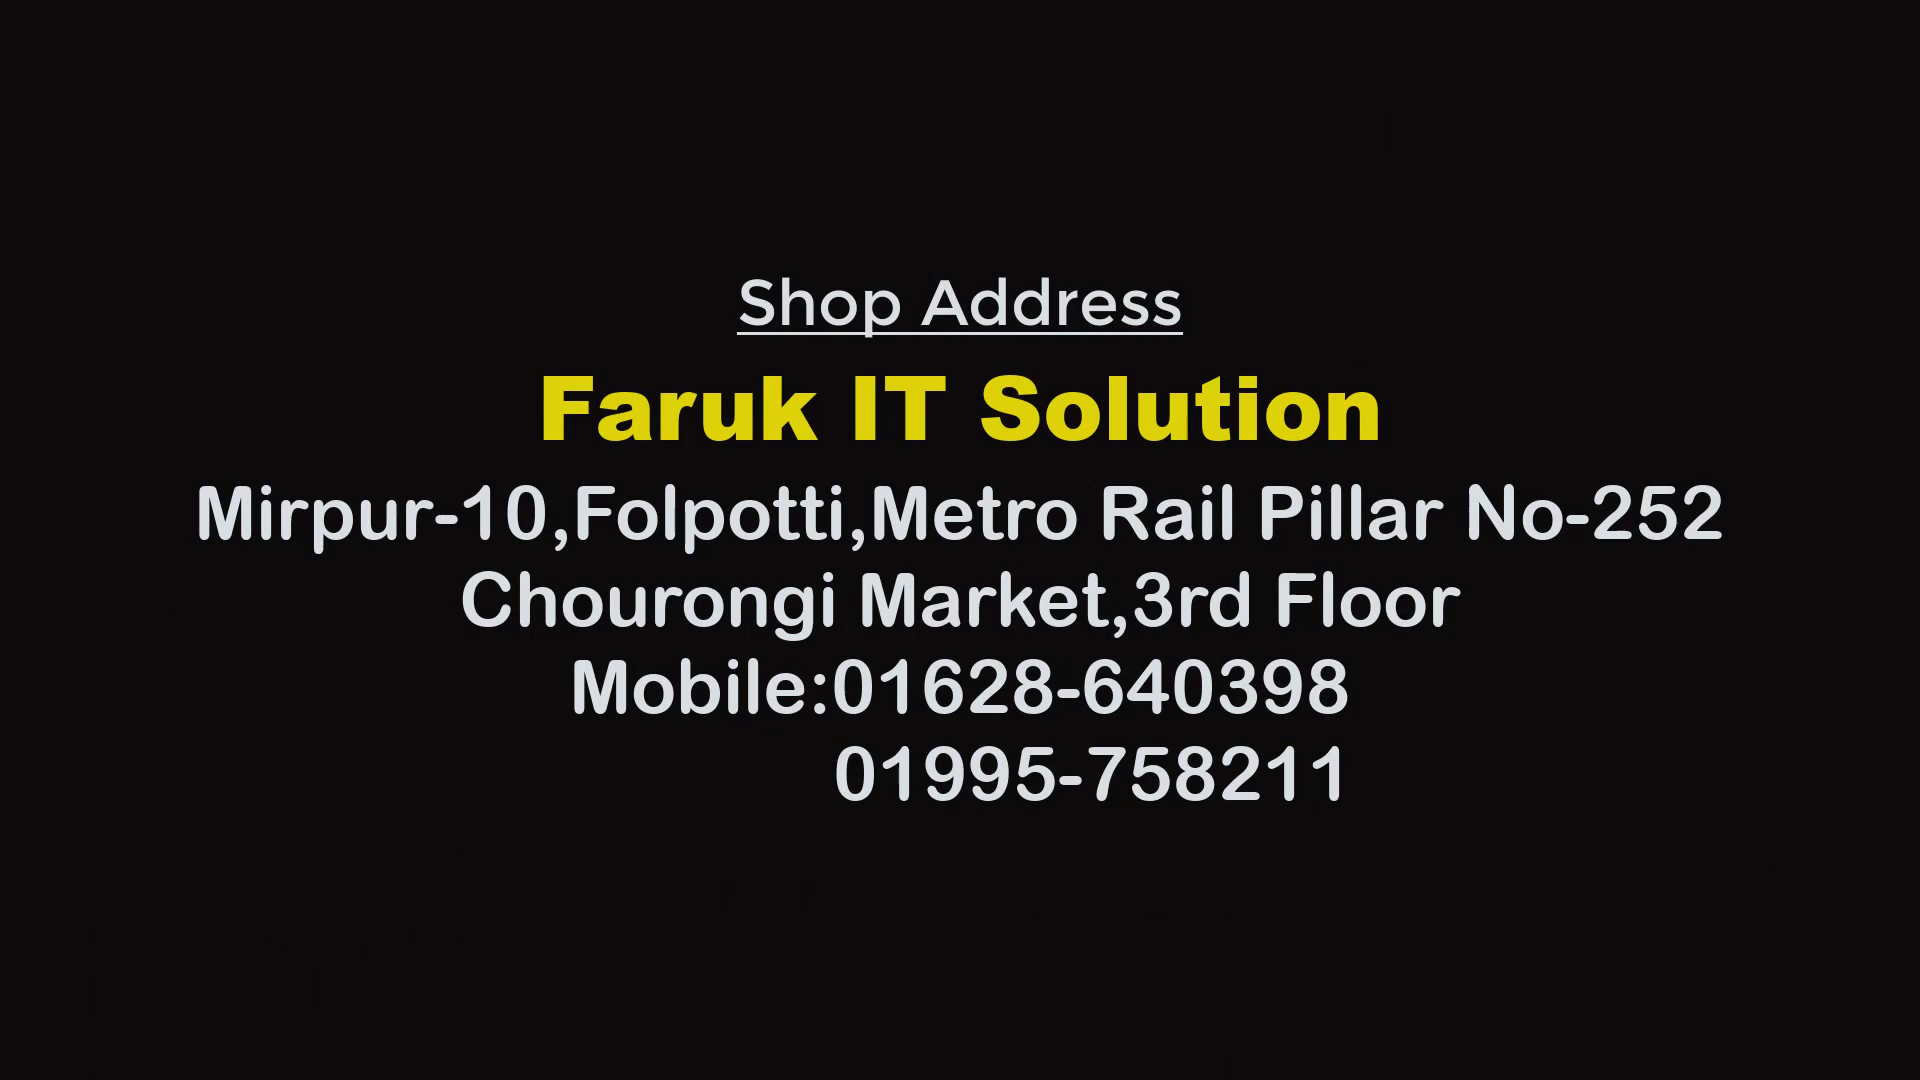 Shop Address
Faruk IT Solution
Mirpur-10,Folpotti,Metro Rail Pillar No-252
Chourongi Market,3rd Floor
Mobile:01628-640398
01995-758211